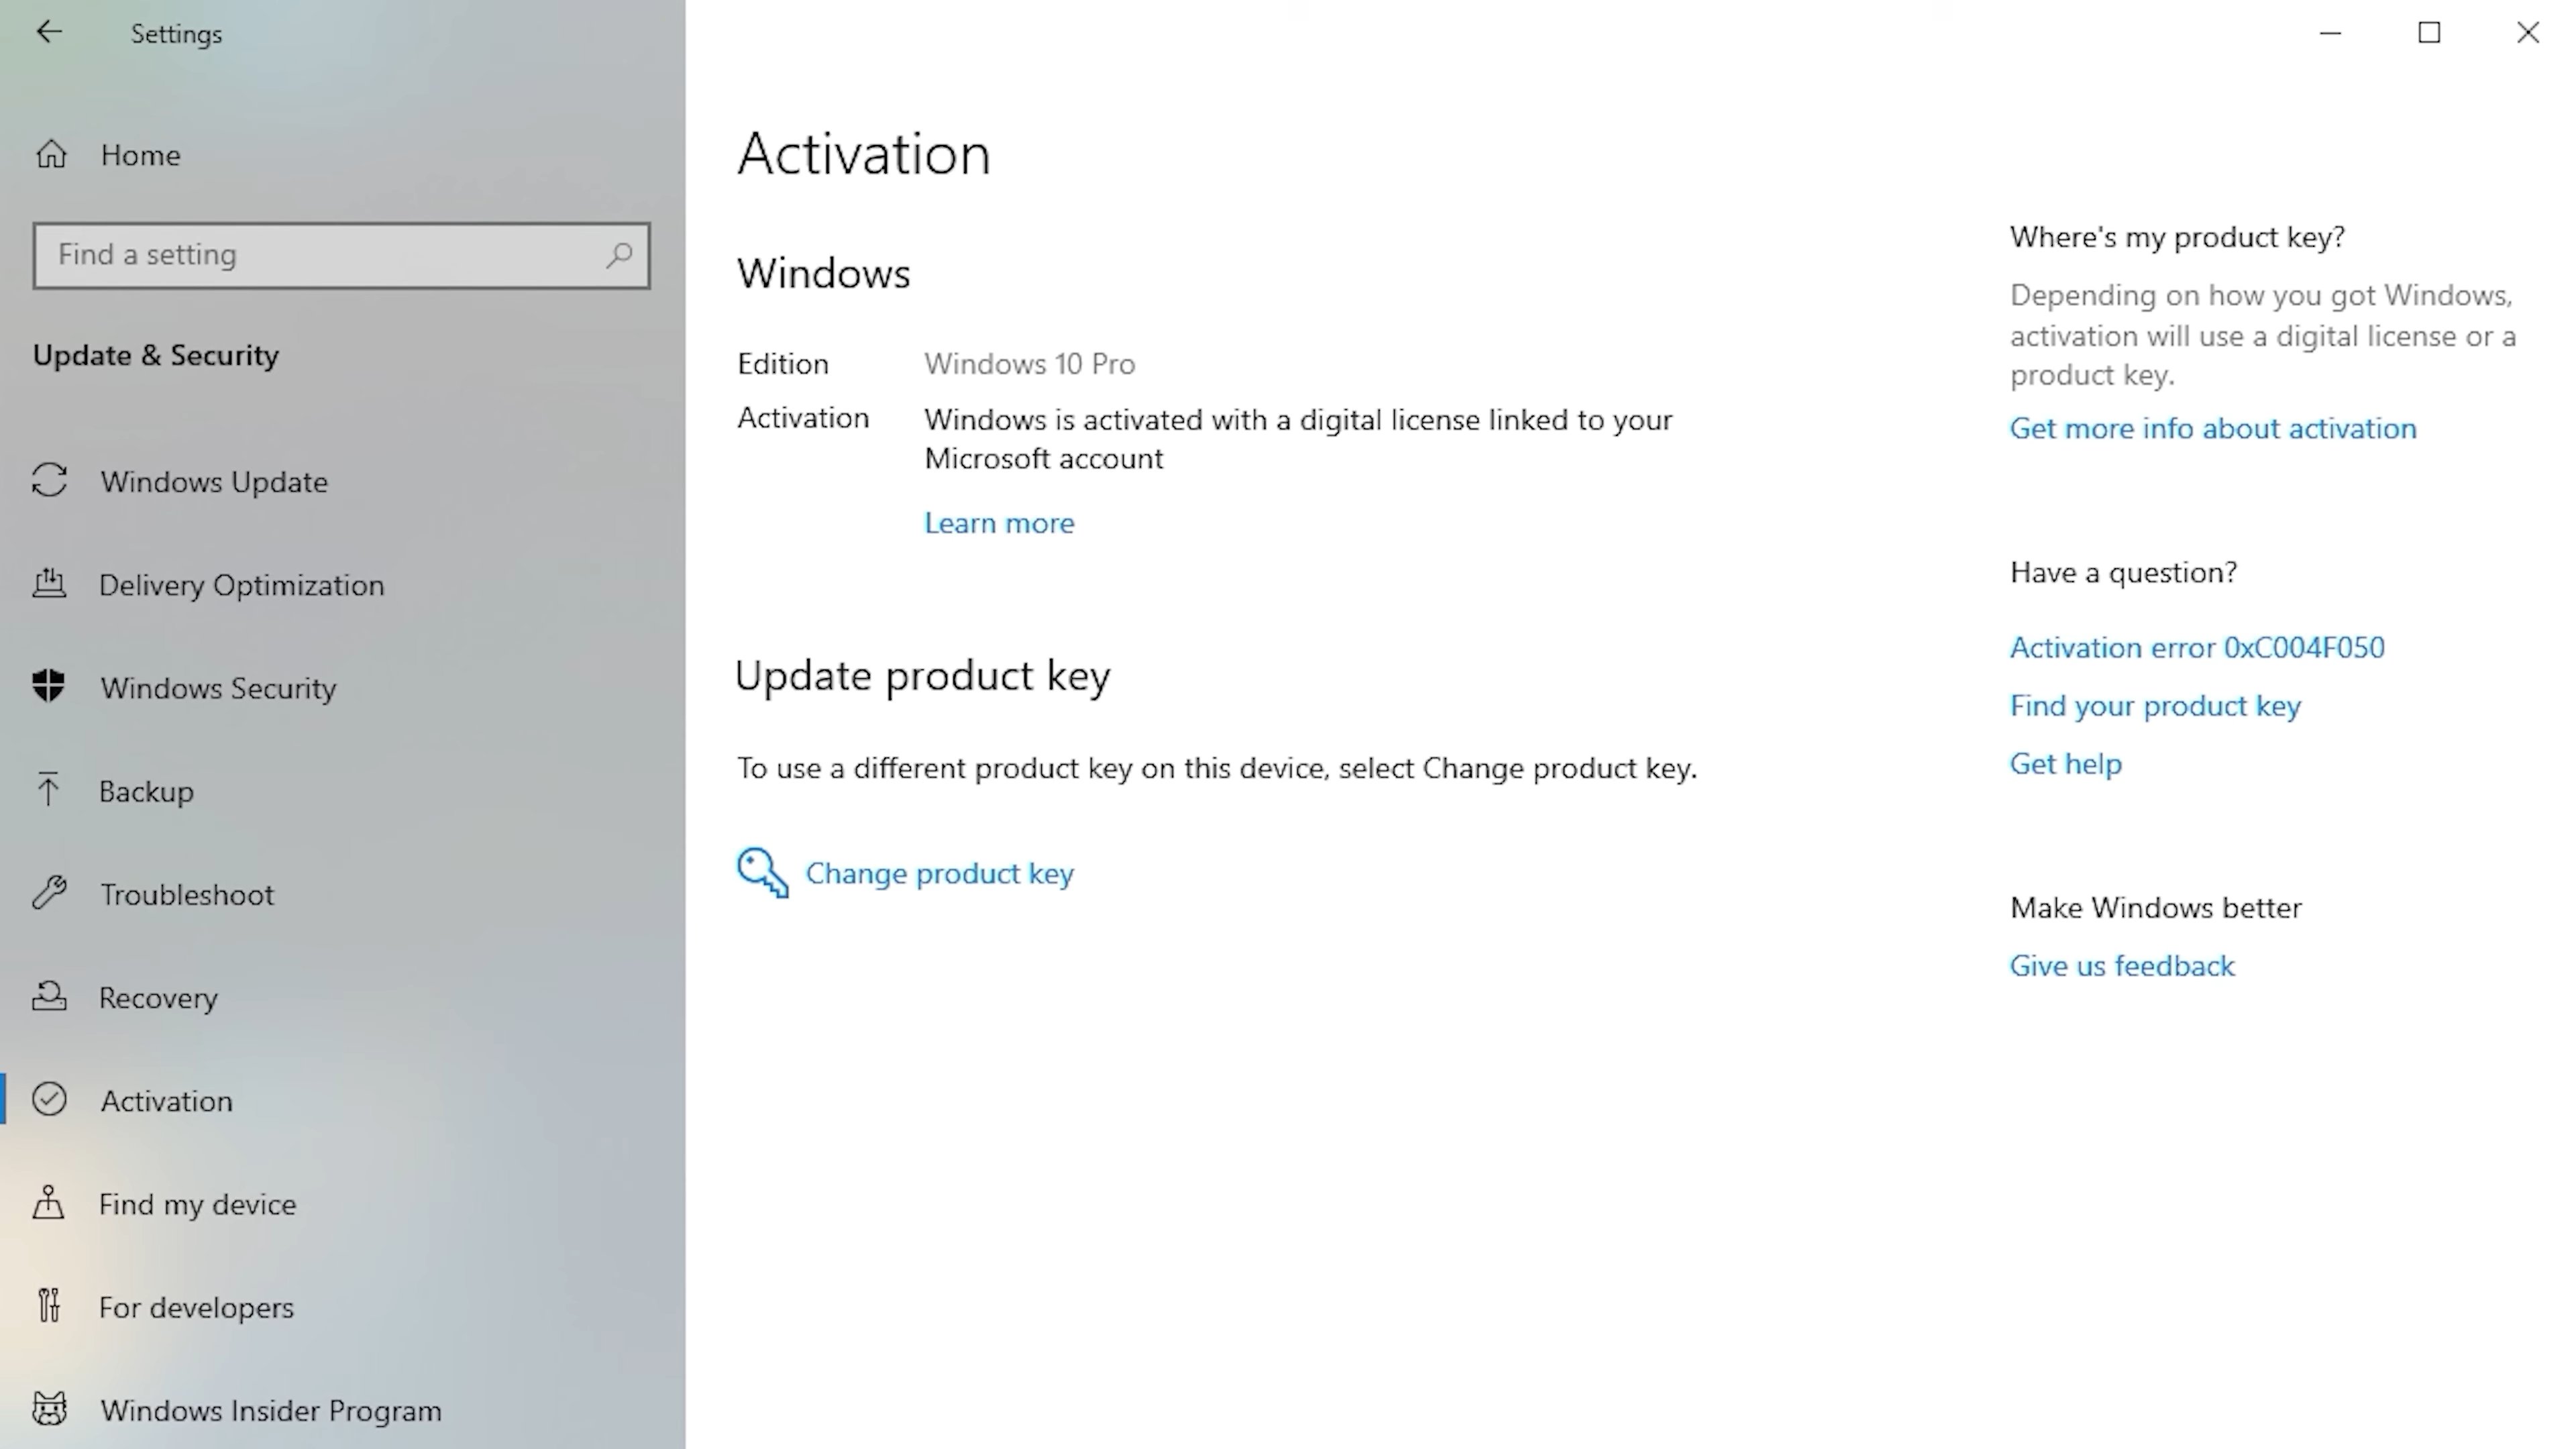 Settings
Home
Find a setting
Update & Security
Windows Update
Delivery Optimization
Windows Security
Backup
Troubleshoot
Recovery
Activation
Find my device
For developers
Windows Insider Program
Activation
Windows
Edition Windows 10 Pro
Activation Windows is activated with a digital license linked to your
Microsoft account
Learn more
Update product key
To use a different product key on this device, select Change product key.
Change product key
Where's my product key?
Depending on how you got Windows,
activation will use a digital license or a
product key.
Get more info about activation
Have a question?
Activation error 0xC004F050
Find your product key
Get help
Make Windows better
Give us feedback